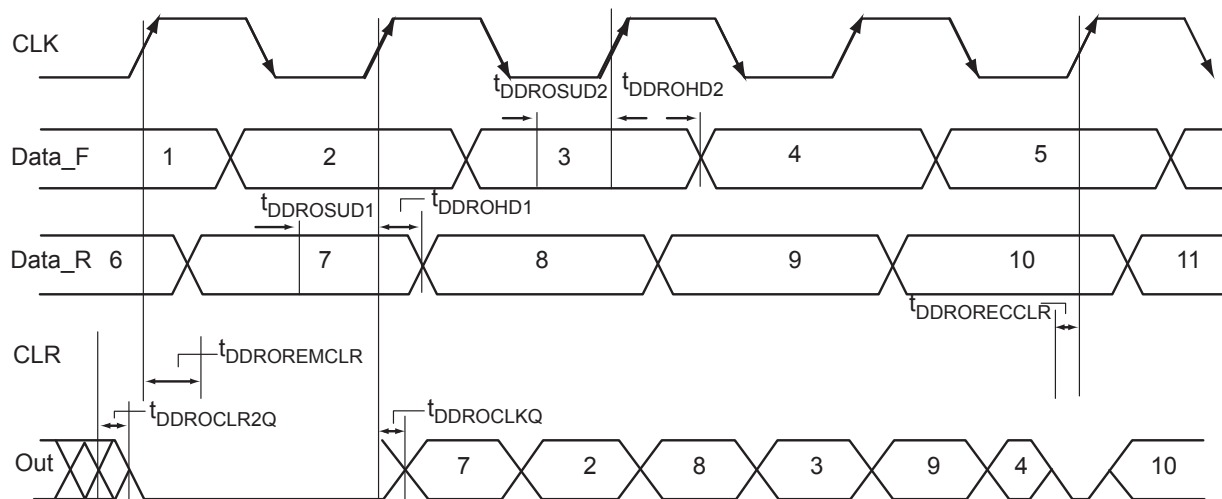 CLK
tDDROSUD2 tDDROHD2
Data_F 1 2 3 4 5
tDDROSUD1 tDDROHD1
Data_R 6 7 8 9 10 11
tDDRORECCLR
CLR
tDDROREMCLR
tDDROCLR2Q tDDROCLKQ
Out 7 2 8 3 9 4 10